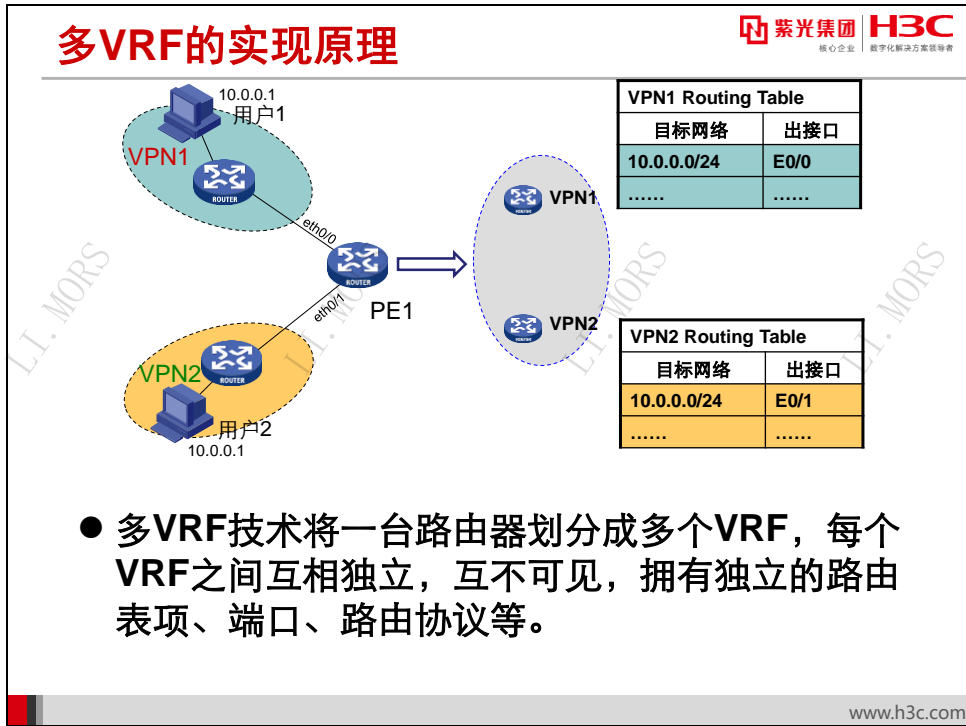 多VRF的实现原理
紫光集团
核心企业
H3C
数字化解决方案领导者
10.0.0.1
用户1
VPN1
ROUTER
eth0/0
ROUTER
PE1
eth0/1
VPN2
ROUTER
用户2
10.0.0.1
VPN1
ROUTER
VPN2
ROUTER
VPN1 Routing Table
目标网络 出接口
10.0.0.0/24 E0/0
…… ……
VPN2 Routing Table
目标网络 出接口
10.0.0.0/24 E0/1
…… ……
LI.MORS
LI.MORS
LI.MORS
LI.MORS
● 多VRF技术将一台路由器划分成多个VRF，每个
VRF之间互相独立，互不可见，拥有独立的路由
表项、端口、路由协议等。
www.h3c.com